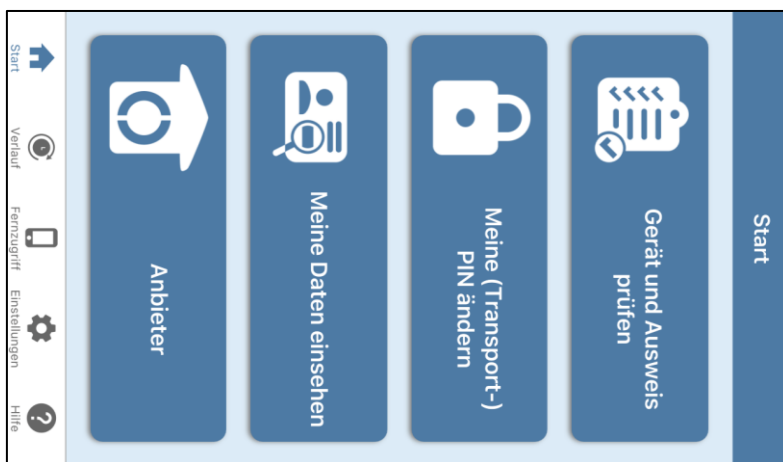 Start
Gerät und Ausweis
prüfen
Meine (Transport-)
PIN ändern
Meine Daten einsehen
Anbieter
Start
Verlauf
Fernzugriff
Einstellungen
Hilfe